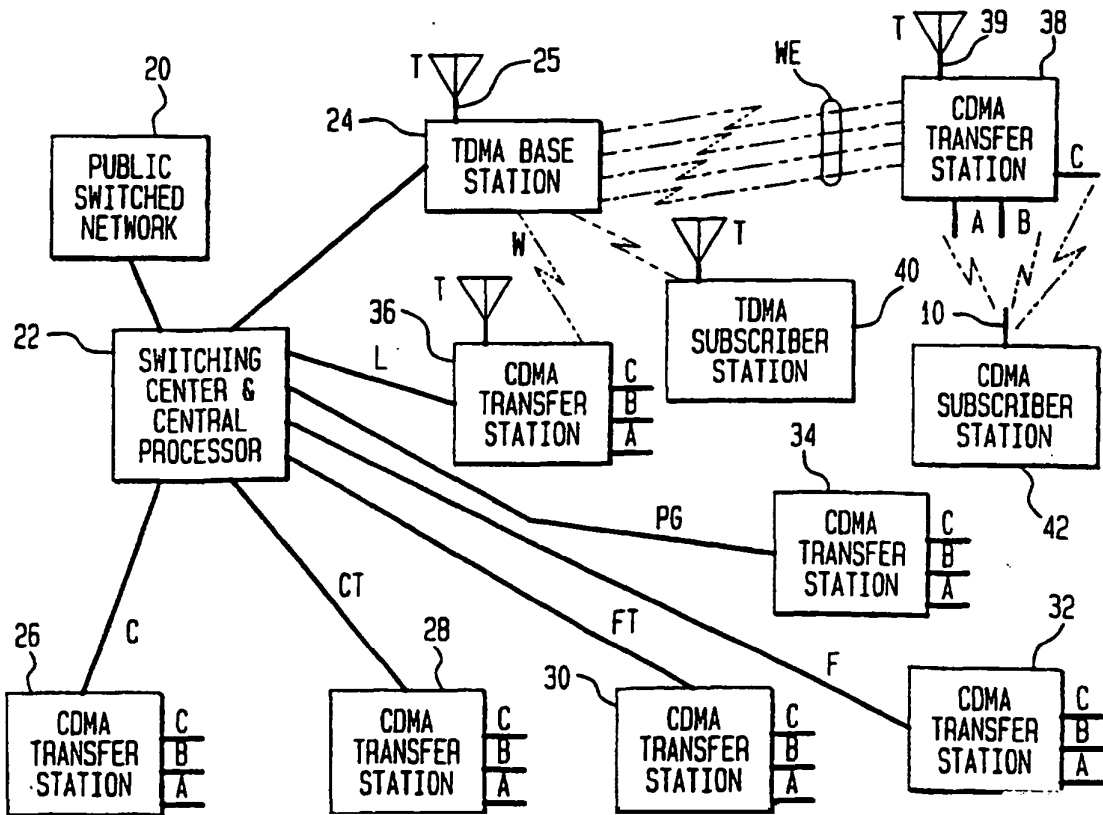 20
PUBLIC
SWITCHED
NETWORK
T
25
24
TDMA BASE
STATION
WE
T
39
38
CDMA
TRANSFER
STATION
C
A
B
W
T
40
TDMA
SUBSCRIBER
STATION
10
CDMA
SUBSCRIBER
STATION
42
22
SWITCHING
CENTER &
CENTRAL
PROCESSOR
T
36
L
CDMA
TRANSFER
STATION
C
B
A
34
PG
CDMA
TRANSFER
STATION
C
B
A
C
CT
FT
F
26
CDMA
TRANSFER
STATION
C
B
A
28
CDMA
TRANSFER
STATION
C
B
A
30
CDMA
TRANSFER
STATION
C
B
A
32
CDMA
TRANSFER
STATION
C
B
A